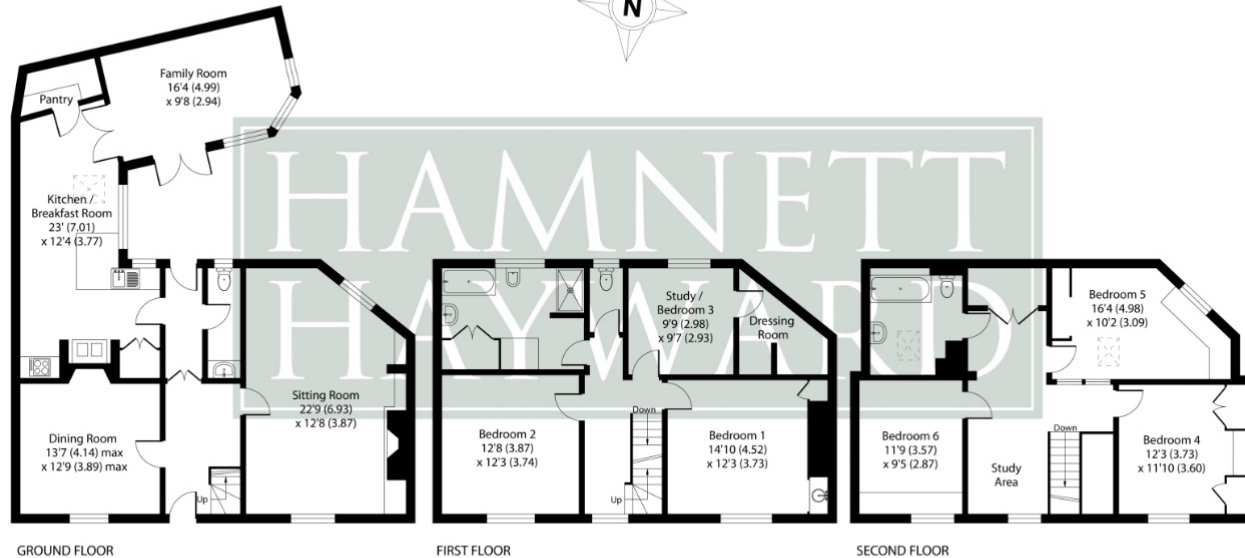 N
Family Room
16'4 (4.99)
x 9'8 (2.94)
Pantry
Kitchen /
Breakfast Room
23' (7.01)
x 12'4 (3.77)
Dining Room
13'7 (4.14) max
x 12'9 (3.89) max
Sitting Room
22'9 (6.93)
x 12'8 (3.87)
Up
GROUND FLOOR
HAMNETT
HAYWARD
Study /
Bedroom 3
9'9 (2.98)
x 9'7 (2.93)
Dressing
Room
Bedroom 2
12'8 (3.87)
x 12'3 (3.74)
Down
Up
Bedroom 1
14'10 (4.52)
x 12'3 (3.73)
FIRST FLOOR
Bedroom 5
16'4 (4.98)
x 10'2 (3.09)
Bedroom 6
11'9 (3.57)
x 9'5 (2.87)
Study
Area
Down
Bedroom 4
12'3 (3.73)
x 11'10 (3.60)
SECOND FLOOR